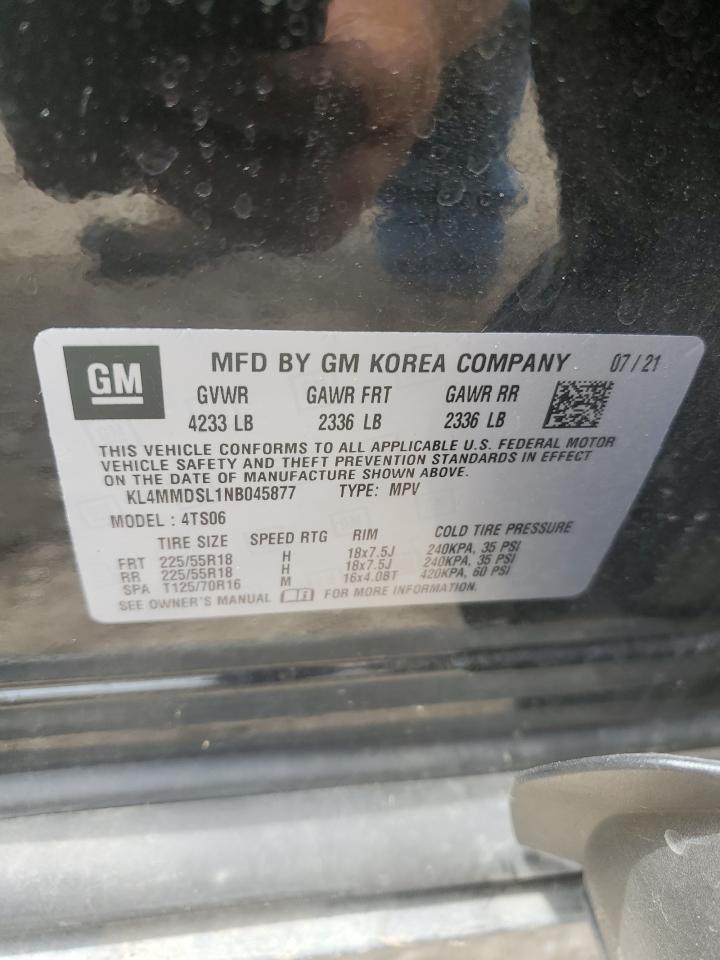 GM MFD BY GM KOREA COMPANY 07/21
GVWR GAWR FRT GAWR RR
4233 LB 2336 LB 2336 LB
THIS VEHICLE CONFORMS TO ALL APPLICABLE U.S. FEDERAL MOTOR
VEHICLE SAFETY AND THEFT PREVENTION STANDARDS IN EFFECT
ON THE DATE OF MANUFACTURE SHOWN ABOVE.
KL4MMDSL1NB045877 TYPE: MPV
MODEL : 4TS06
TIRE SIZE SPEED RTG RIM COLD TIRE PRESSURE
FRT 225/55R18 H 18x7.5J 240KPA, 35 PSI
RR 225/55R18 H 18x7.5J 240KPA, 35 PSI
SPA T125/70R16 M 16x4.0BT 420KPA, 60 PSI
SEE OWNER'S MANUAL FOR MORE INFORMATION.